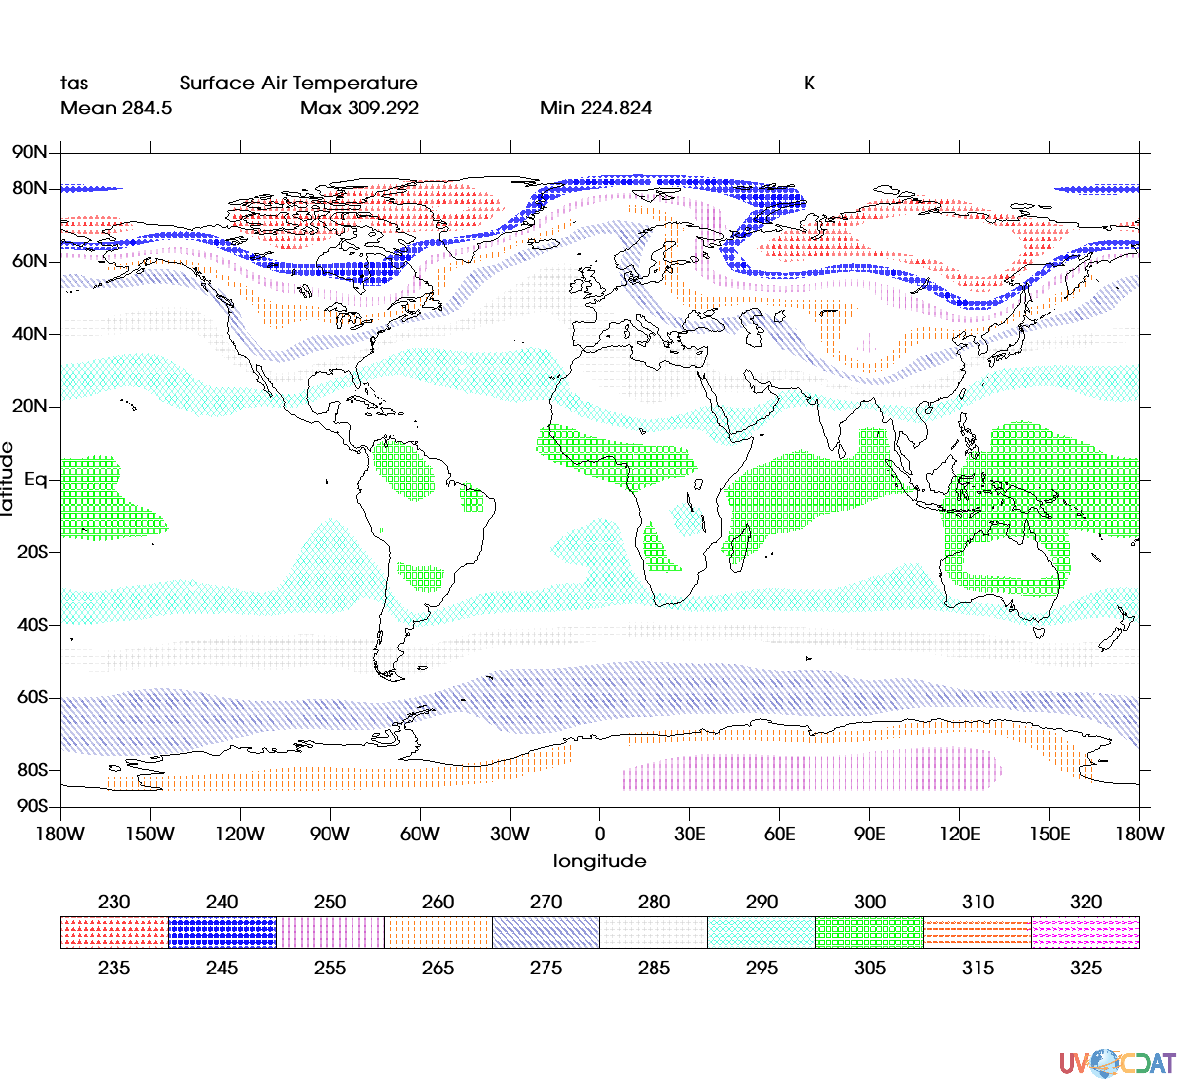 tas Surface Air Temperature K
Mean 284.5 Max 309.292 Min 224.824
90N
80N
60N
40N
20N
Eq
20S
40S
60S
80S
90S
latitude
180W 150W 120W 90W 60W 30W 0 30E 60E 90E 120E 150E 180W
longitude
230 240 250 260 270 280 290 300 310 320
235 245 255 265 275 285 295 305 315 325
UV CDAT